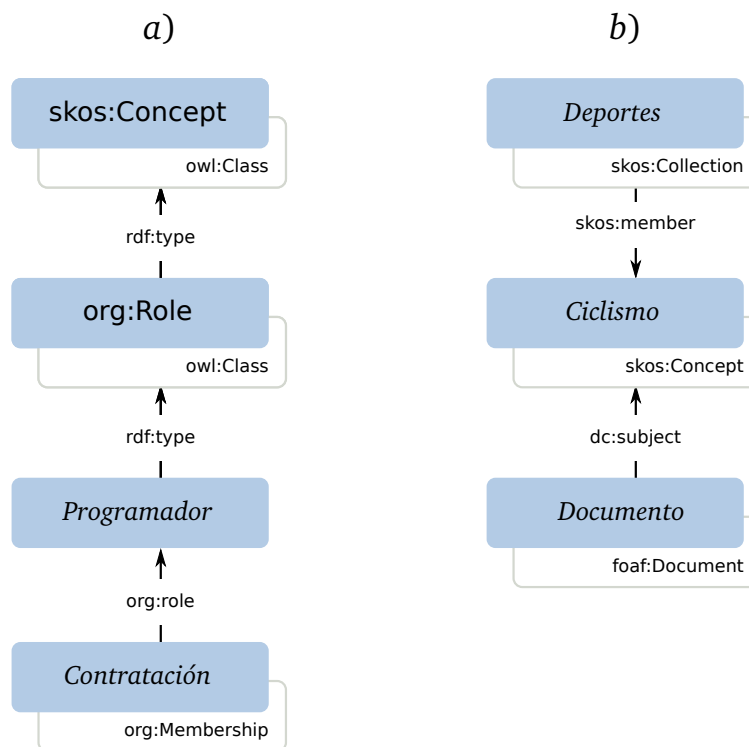 a)
skos:Concept
owl:Class
rdf:type
org:Role
owl:Class
rdf:type
Programador
org:role
Contratación
org:Membership
b)
Deportes
skos:Collection
skos:member
Ciclismo
skos:Concept
dc:subject
Documento
foaf:Document